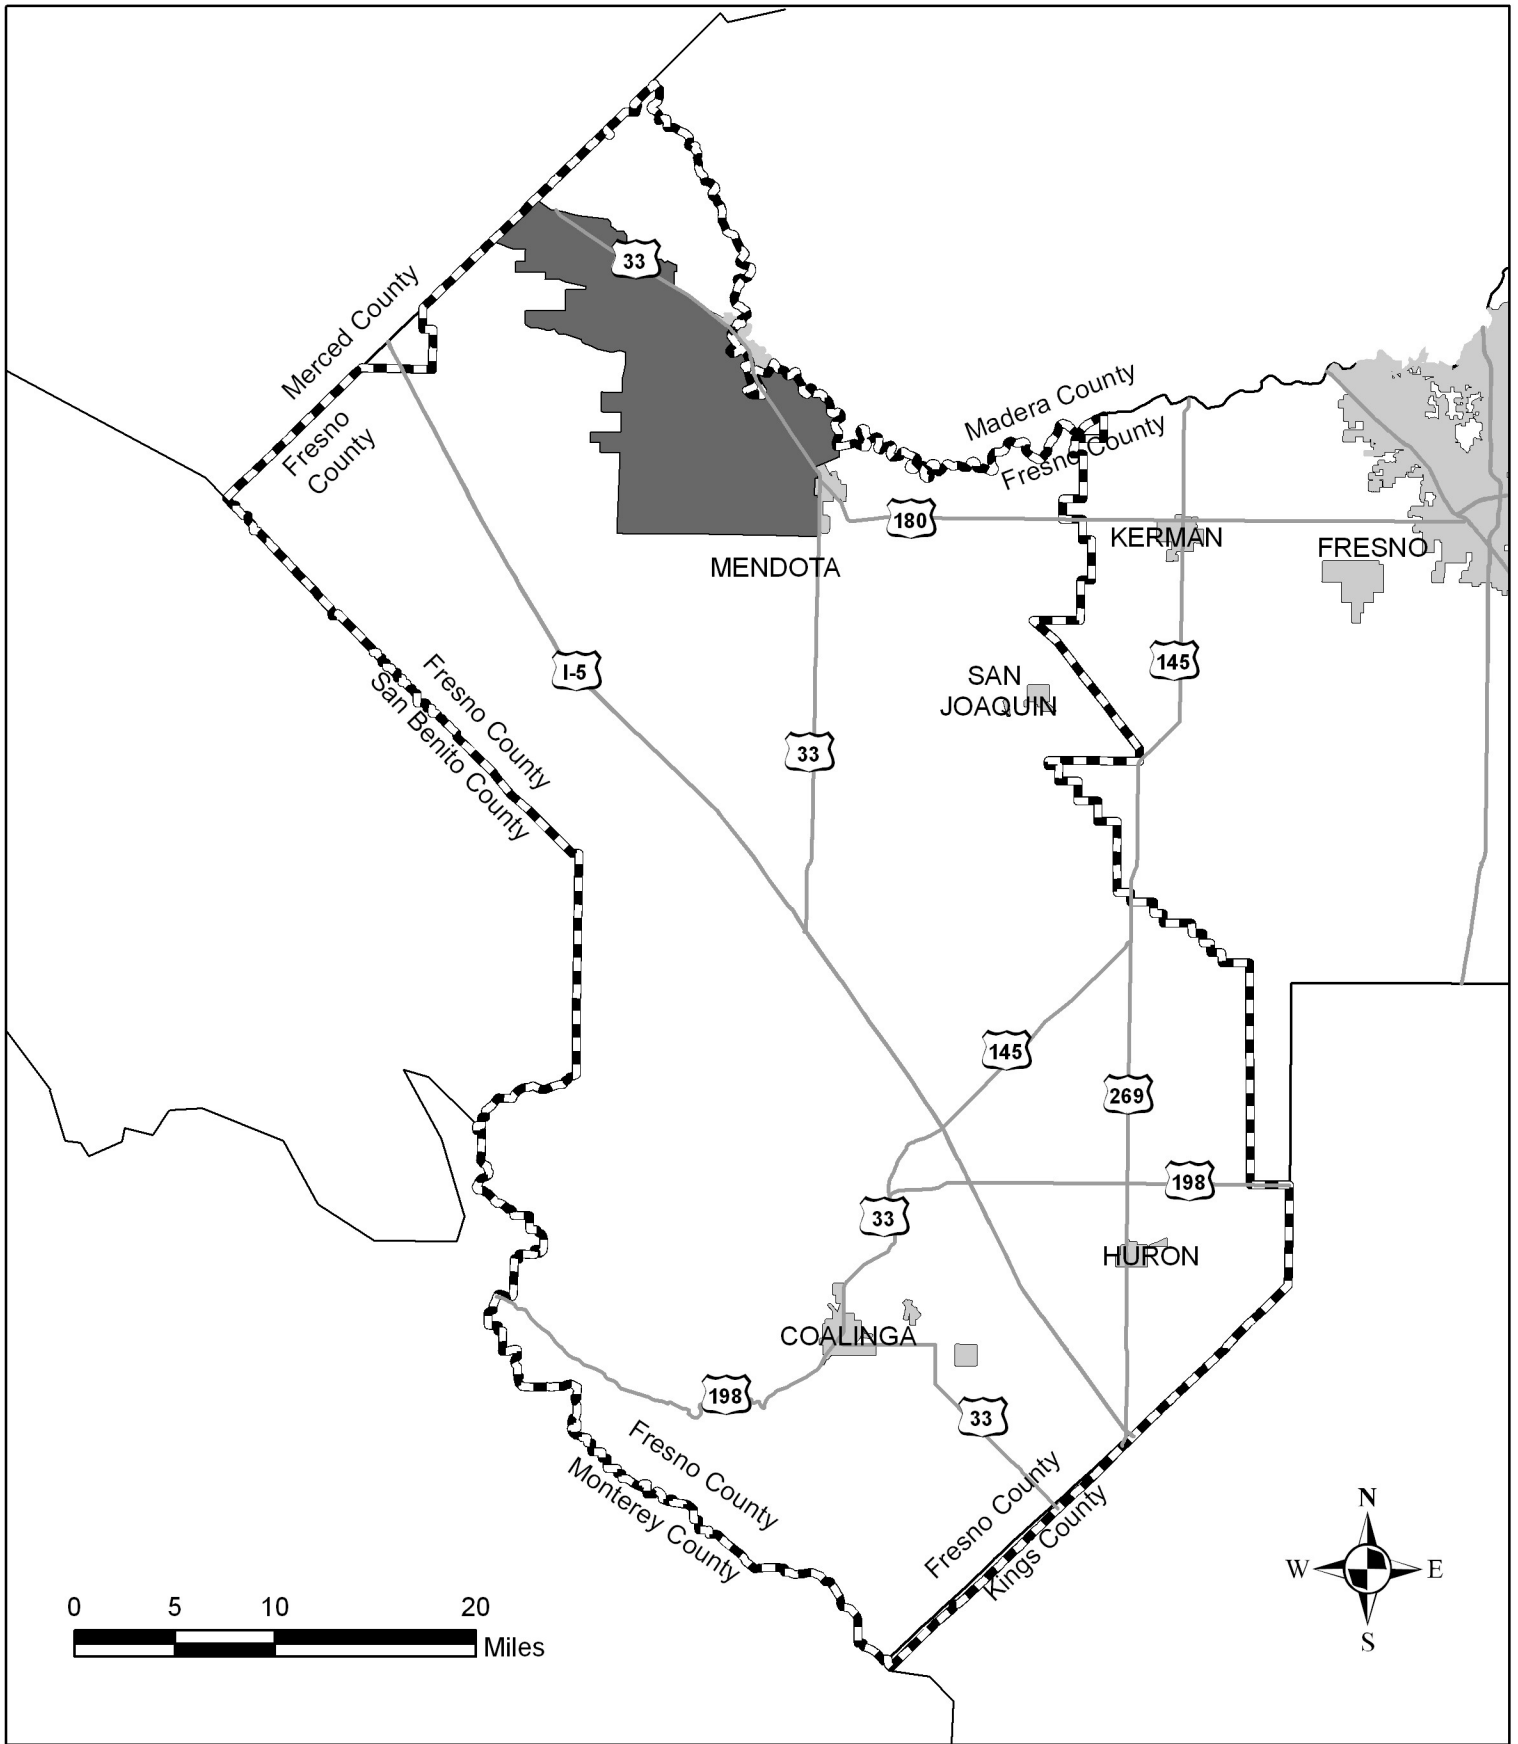 33
Merced County
Fresno
County
Madera County
Fresno County
180
KERMAN
FRESNO
MENDOTA
I-5
145
SAN
JOAQUIN
Fresno County
San Benito County
33
145
269
198
33
HURON
COALINGA
198
33
Fresno County
Monterey County
Fresno County
Kings County
N
W E
S
0 5 10 20
Miles